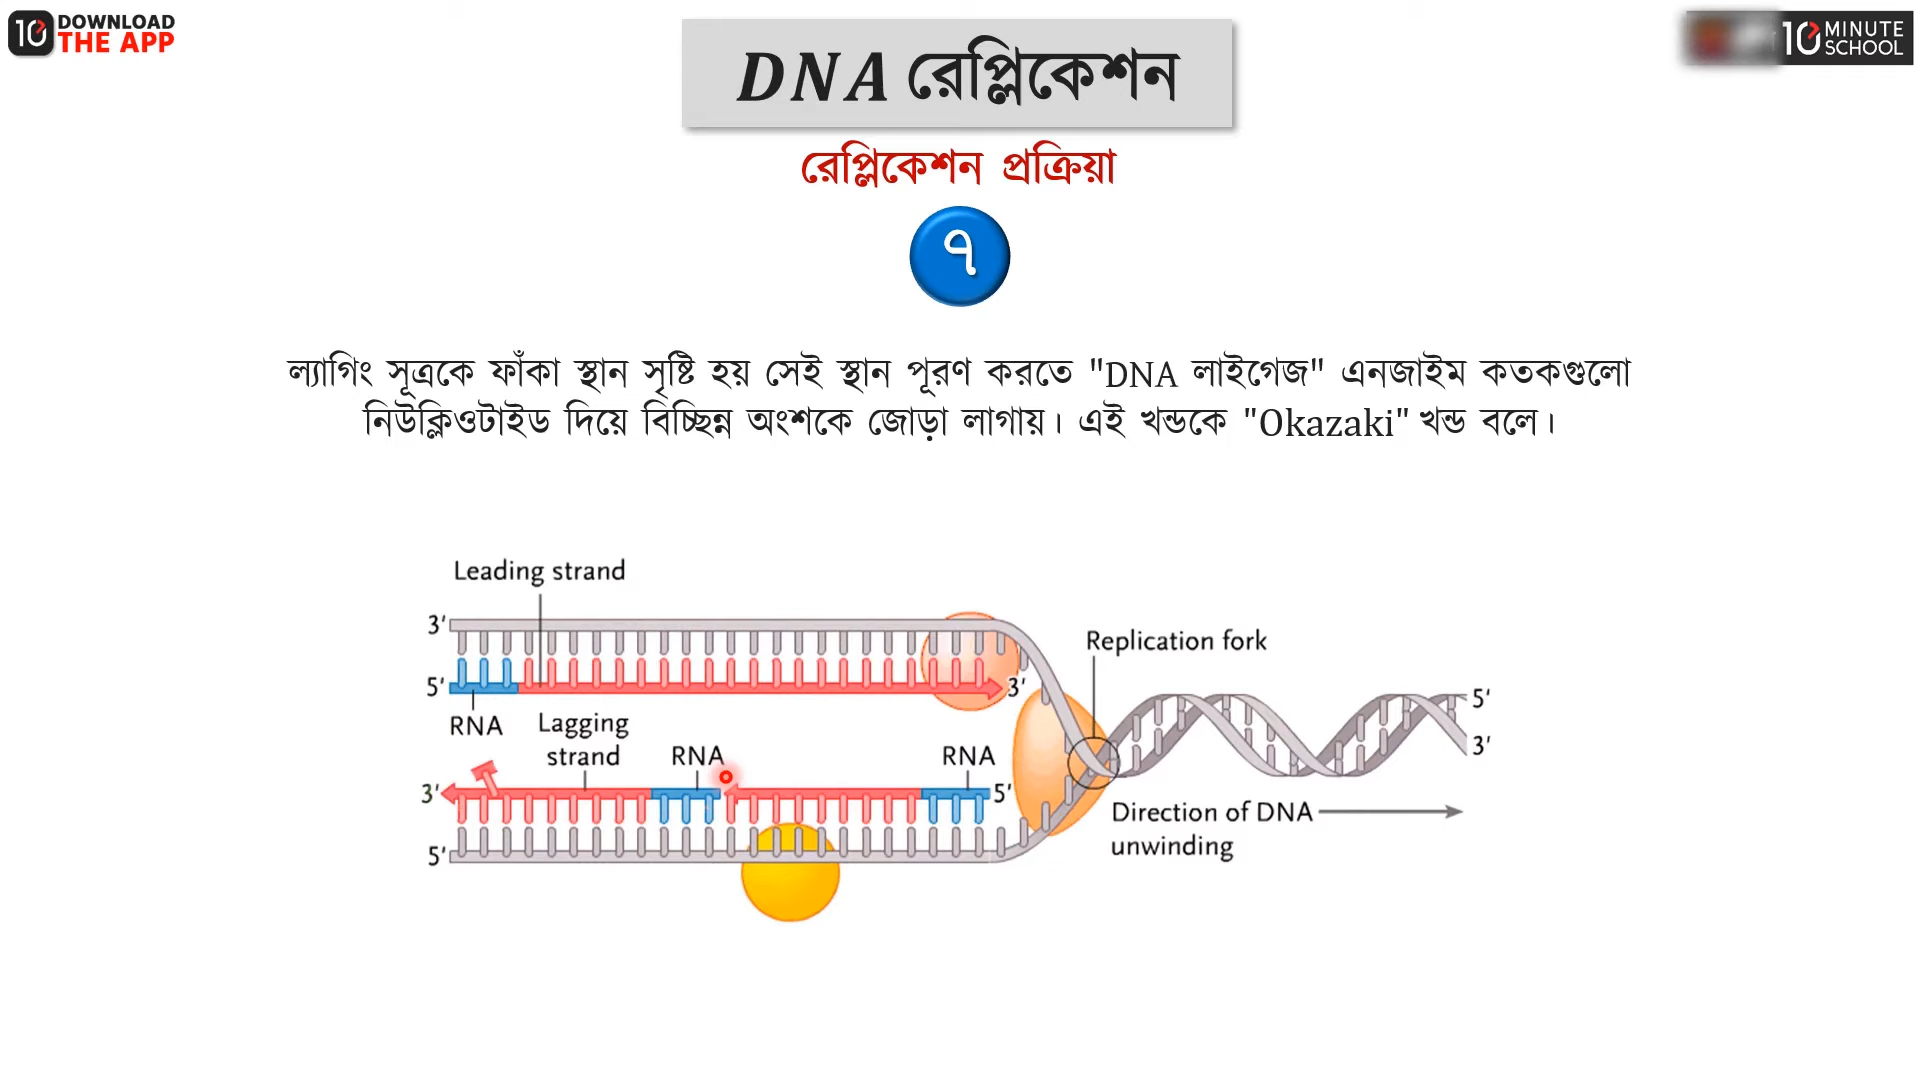 10 DOWNLOAD
THE APP
10 MINUTE
SCHOOL
DNA রেপ্লিকেশন
রেপ্লিকেশন প্রক্রিয়া
৭
ল্যাগিং সূত্রকে ফাঁকা স্থান সৃষ্টি হয় সেই স্থান পূরণ করতে "DNA লাইগেজ" এনজাইম কতকগুলো
নিউক্লিওটাইড দিয়ে বিচ্ছিন্ন অংশকে জোড়া লাগায়। এই খন্ডকে "Okazaki" খন্ড বলে।
Leading strand
3'
Replication fork
5'
3'
5'
RNA
Lagging
strand
RNA
RNA
3'
3'
5'
Direction of DNA
unwinding
5'